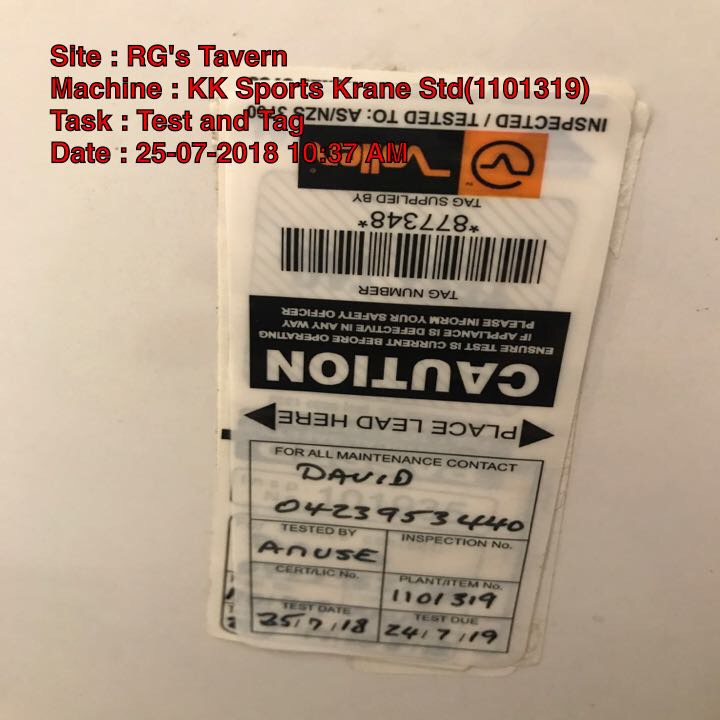 Site : RG's Tavern
Machine : KK Sports Krane Std(1101319)
Task : Test and Tag
Date : 25-07-2018 10:37 AM
PLACE LEAD HERE
CAUTION
ENSURE TEST IS CURRENT BEFORE OPERATING
IF APPLIANCE IS DEFECTIVE IN ANY WAY
PLEASE INFORM YOUR SAFETY OFFICER
TAG NUMBER
*877348*
TAG SUPPLIED BY
INSPECTED / TESTED TO: AS/NZS 3760
FOR ALL MAINTENANCE CONTACT
DAVID
0423953440
TESTED BY INSPECTION No.
AMUSE
CERT/LIC No. PLANT/ITEM No.
1101319
TEST DATE TEST DUE
25/7/18 24/7/19